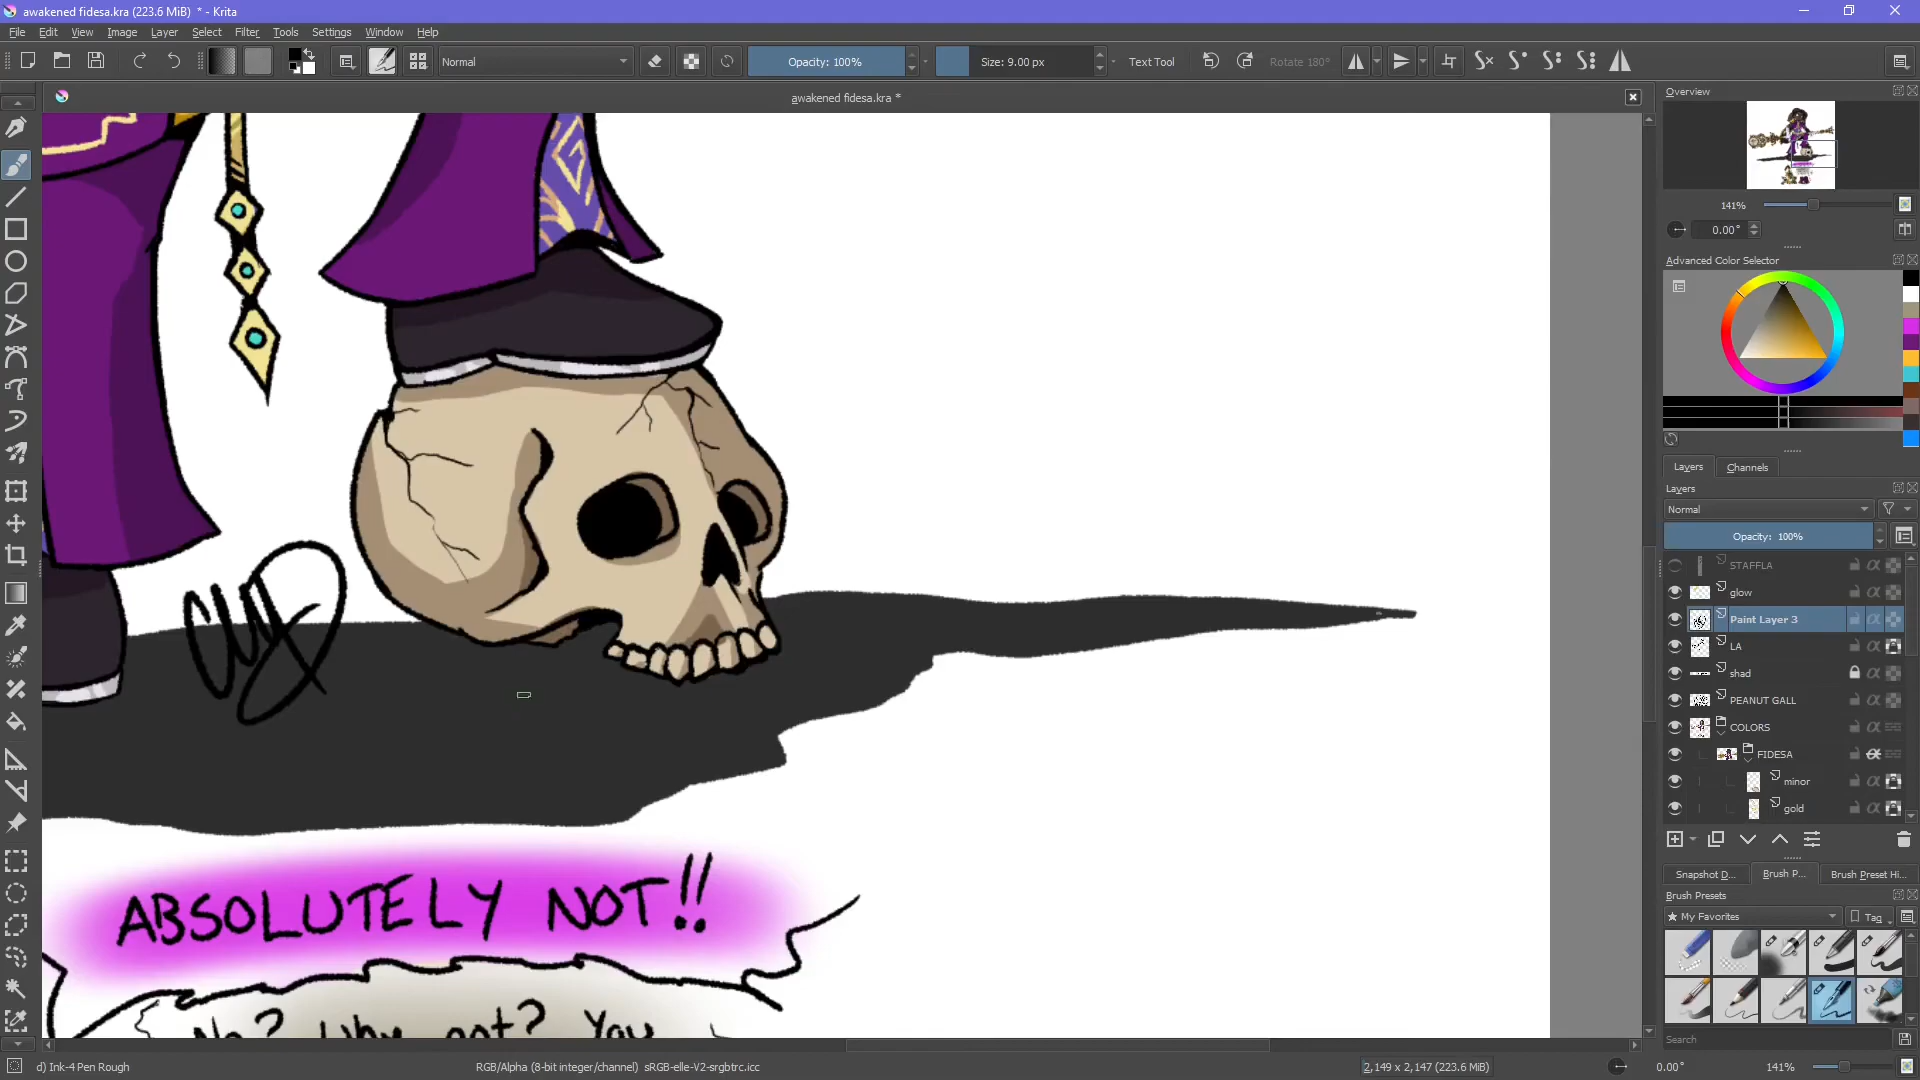 awakened fidesa.kra (223.6 MiB) * - Krita
File Edit View Image Layer Select Filter Tools Settings Window Help
Normal Opacity: 100% Size: 9.00 px Text Tool Rotate 180°
awakened fidesa.kra *
Overview
141%
0.00°
Advanced Color Selector
Layers Channels
Layers
Normal
Opacity: 100%
STAFFLA
glow
Paint Layer 3
LA
shad
PEANUT GALL
COLORS
FIDESA
minor
gold
Snapshot D... Brush P... Brush Preset Hi...
Brush Presets
My Favorites Tag
Search
ABSOLUTELY NOT!!
No? Why not? You
d) Ink-4 Pen Rough RGB/Alpha (8-bit integer/channel) sRGB-elle-V2-srgbtrc.icc 2,149 x 2,147 (223.6 MiB) 0.00° 141%